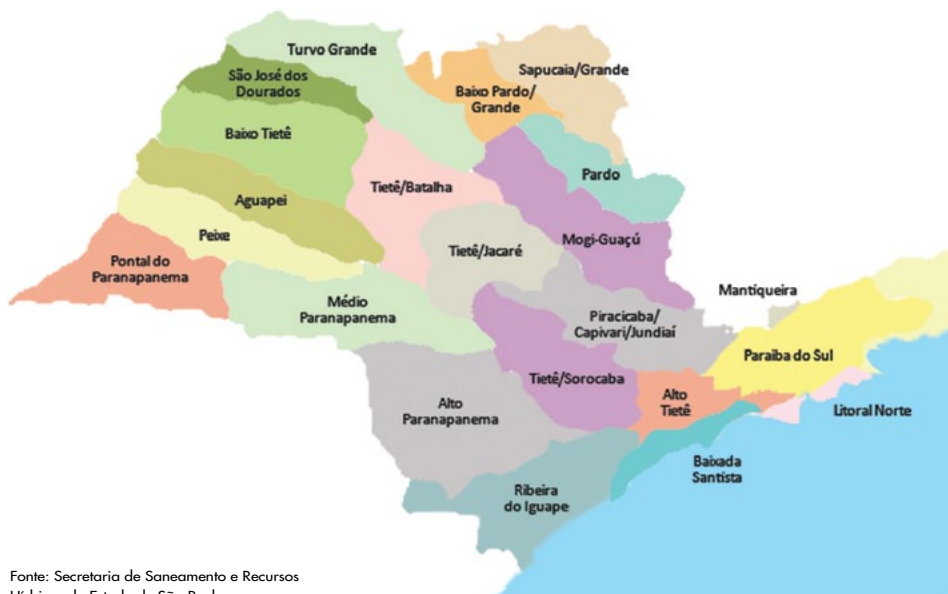 Turvo Grande
São José dos
Dourados
Sapucaia/Grande
Baixo Pardo/
Grande
Baixo Tietê
Pardo
Tietê/Batalha
Aguapei
Peixe
Mogi-Guaçú
Tietê/Jacaré
Pontal do
Paranapanema
Mantiqueira
Médio
Paranapanema
Piracicaba/
Capivari/Jundiaí
Paraiba do Sul
Tietê/Sorocaba
Alto
Tietê
Alto
Paranapanema
Litoral Norte
Baixada
Santista
Ribeira
do Iguape
Fonte: Secretaria de Saneamento e Recursos